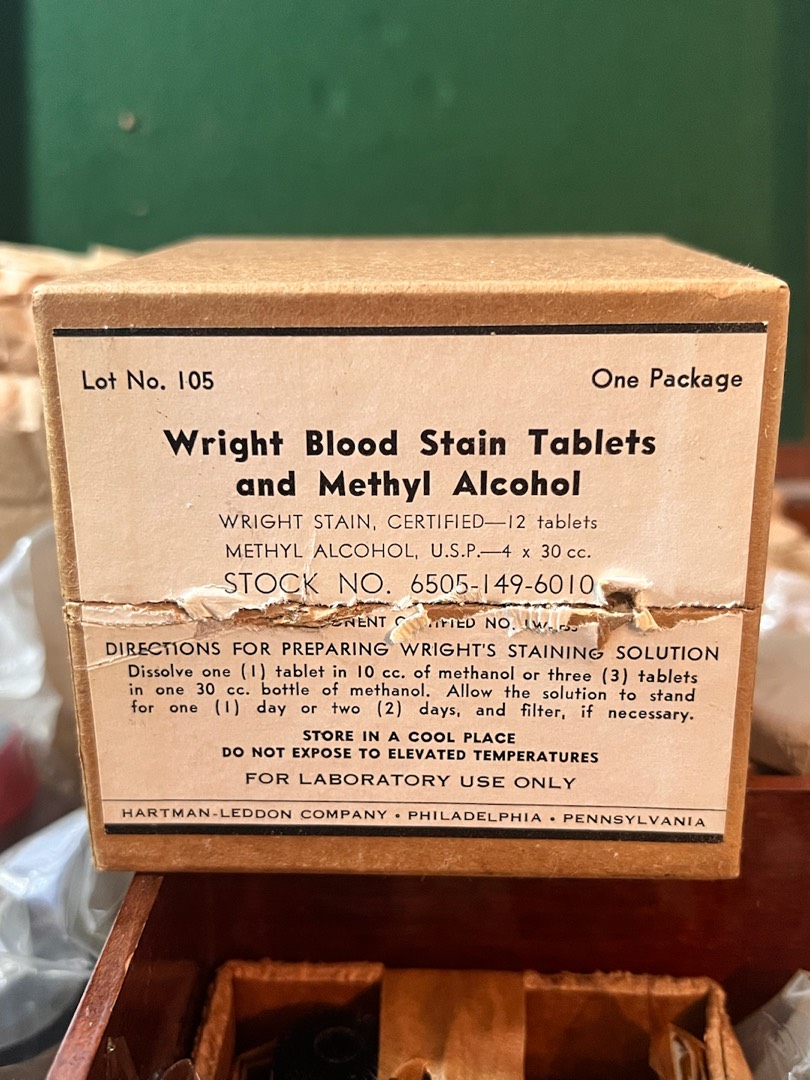 Lot No. 105
One Package
Wright Blood Stain Tablets
and Methyl Alcohol
WRIGHT STAIN, CERTIFIED—12 tablets
METHYL ALCOHOL, U.S.P.—4 x 30 cc.
STOCK NO. 6505-149-6010
NO.
DIRECTIONS FOR PREPARING WRIGHT'S STAINING SOLUTION
Dissolve one (1) tablet in 10 cc. of methanol or three (3) tablets
in one 30 cc. bottle of methanol. Allow the solution to stand
for one (1) day or two (2) days, and filter, if necessary.
STORE IN A COOL PLACE
DO NOT EXPOSE TO ELEVATED TEMPERATURES
FOR LABORATORY USE ONLY
HARTMAN-LEDDON COMPANY • PHILADELPHIA • PENNSYLVANIA